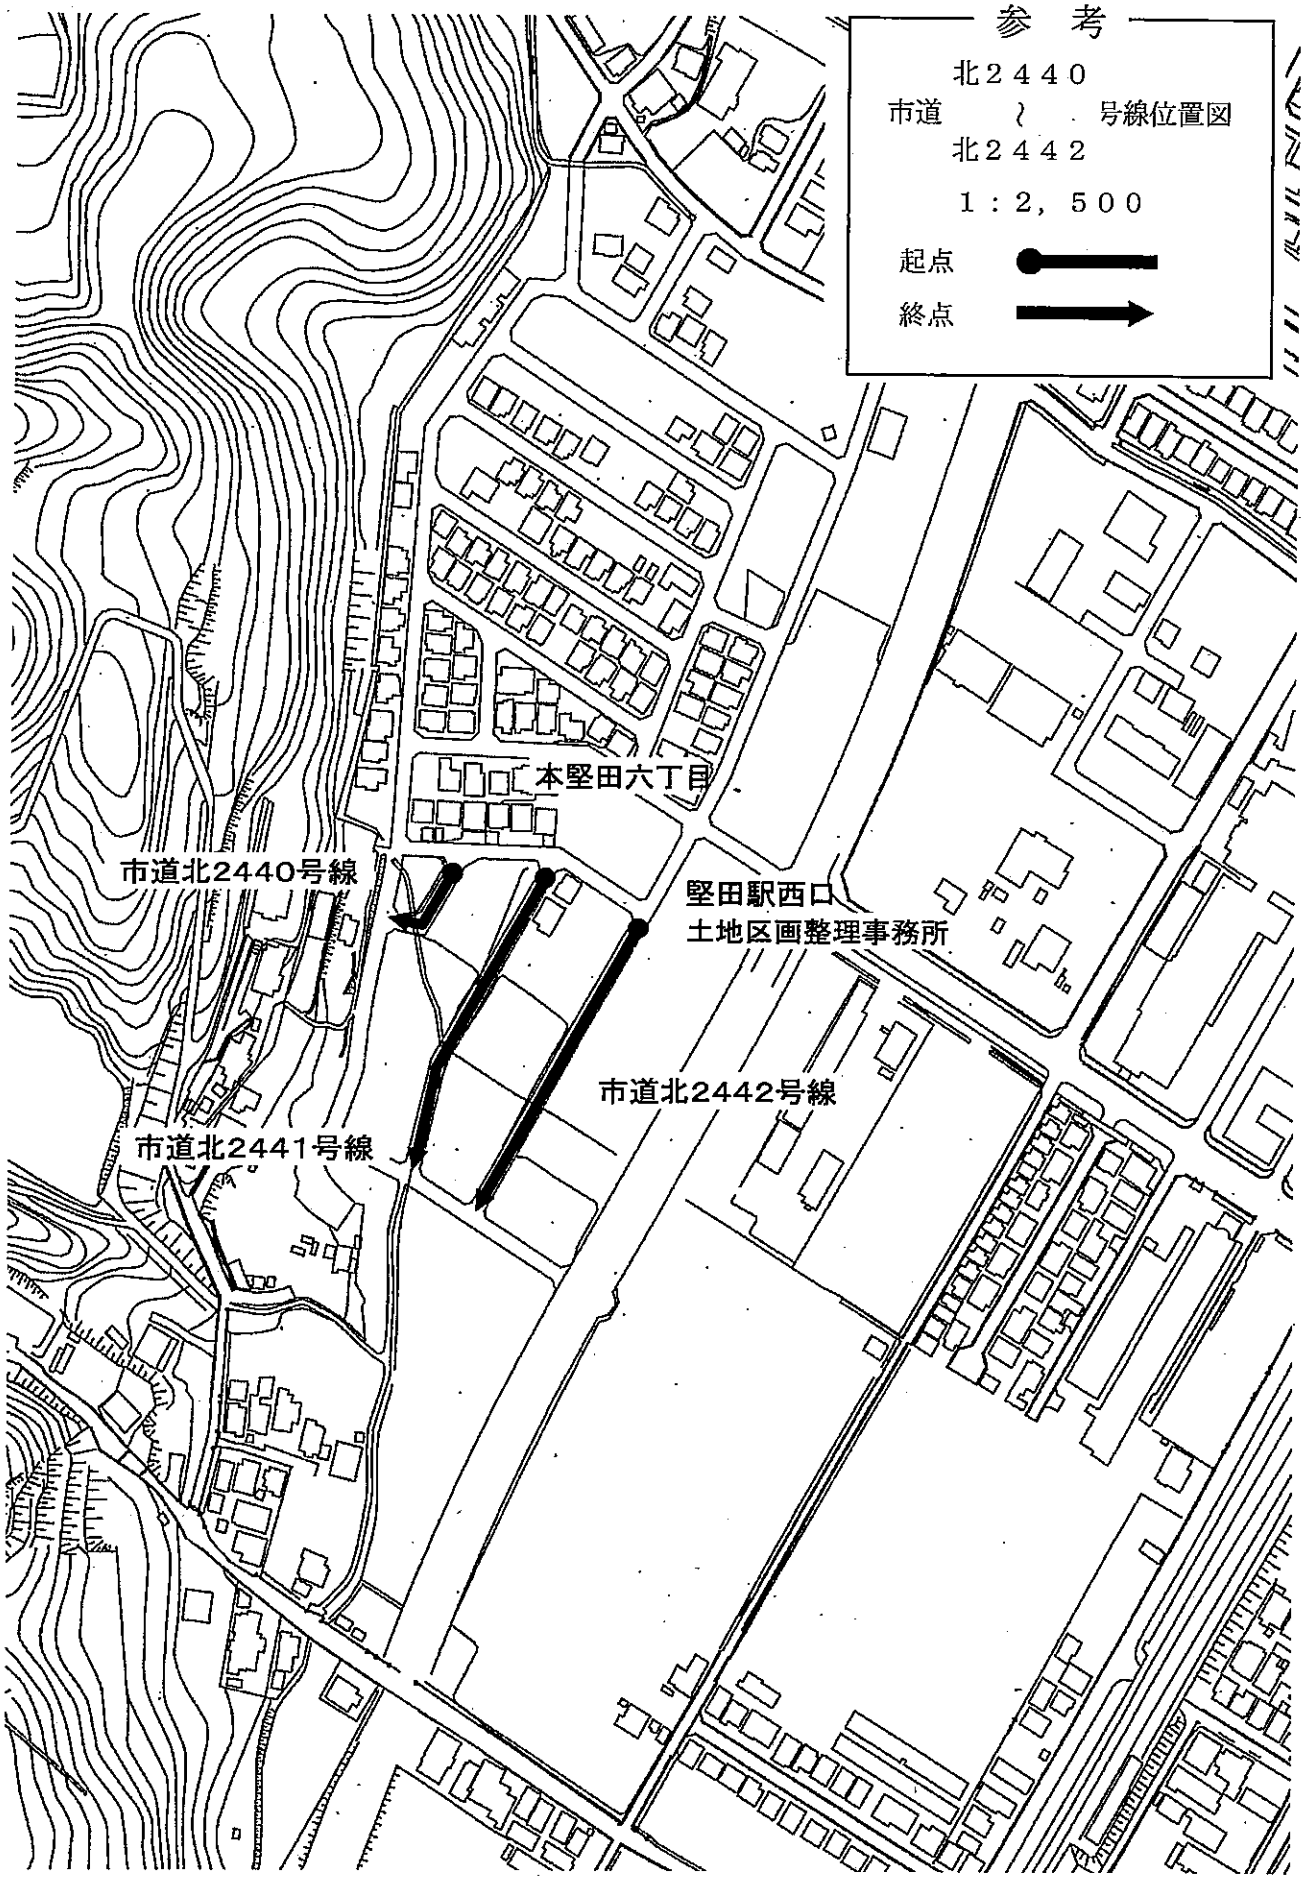 参考
北2440
市道 ～ 号線位置図
北2442
1:2,500
起点
終点
本堅田六丁目
市道北2440号線
堅田駅西口
土地区画整理事務所
市道北2442号線
市道北2441号線